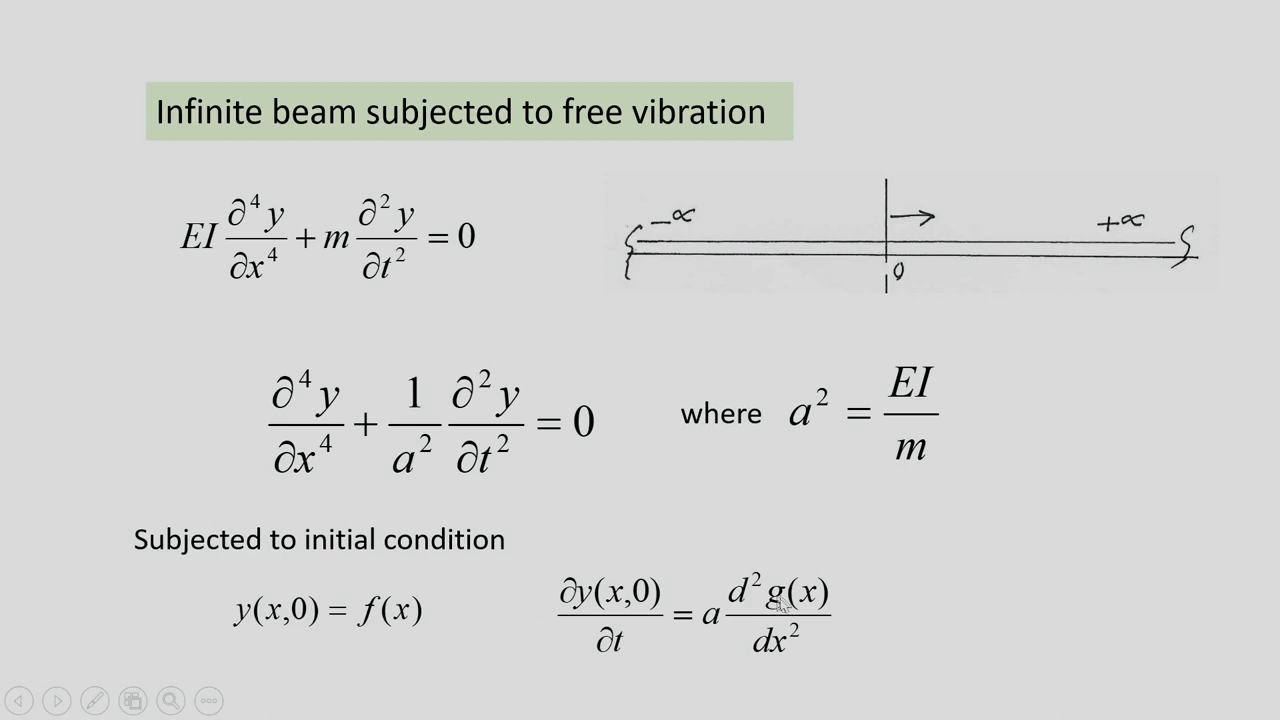 Infinite beam subjected to free vibration
EI ∂⁴y/∂x⁴ + m ∂²y/∂t² = 0
-∝
+∝
0
∂⁴y/∂x⁴ + 1/a² ∂²y/∂t² = 0 where a² = EI/m
Subjected to initial condition
y(x,0) = f(x) ∂y(x,0)/∂t = a d²g(x)/dx²